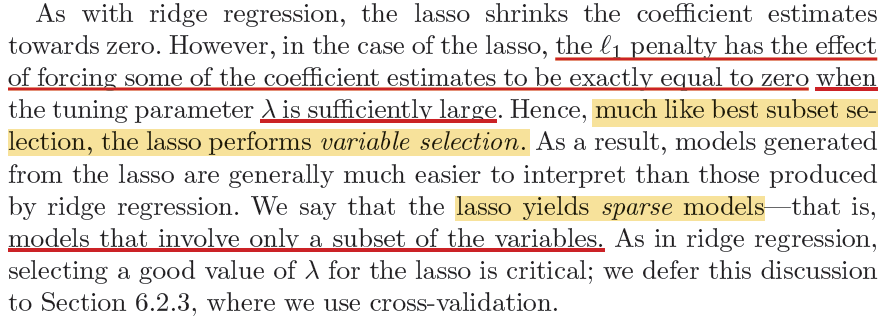 As with ridge regression, the lasso shrinks the coefficient estimates
towards zero. However, in the case of the lasso, the ℓ₁ penalty has the effect
of forcing some of the coefficient estimates to be exactly equal to zero when
the tuning parameter λ is sufficiently large. Hence, much like best subset se-
lection, the lasso performs variable selection. As a result, models generated
from the lasso are generally much easier to interpret than those produced
by ridge regression. We say that the lasso yields sparse models—that is,
models that involve only a subset of the variables. As in ridge regression,
selecting a good value of λ for the lasso is critical; we defer this discussion
to Section 6.2.3, where we use cross-validation.